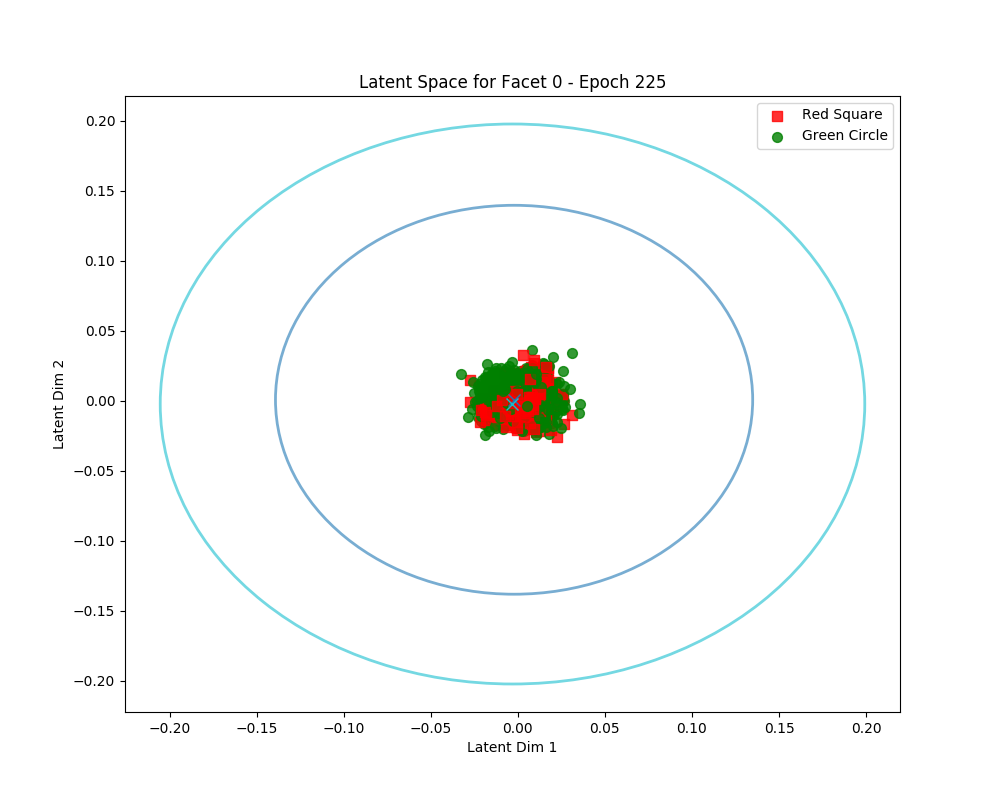 Latent Space for Facet 0 - Epoch 225
Red Square
Green Circle
0.20
0.15
0.10
0.05
0.00
−0.05
−0.10
−0.15
−0.20
Latent Dim 2
−0.20 −0.15 −0.10 −0.05 0.00 0.05 0.10 0.15 0.20
Latent Dim 1